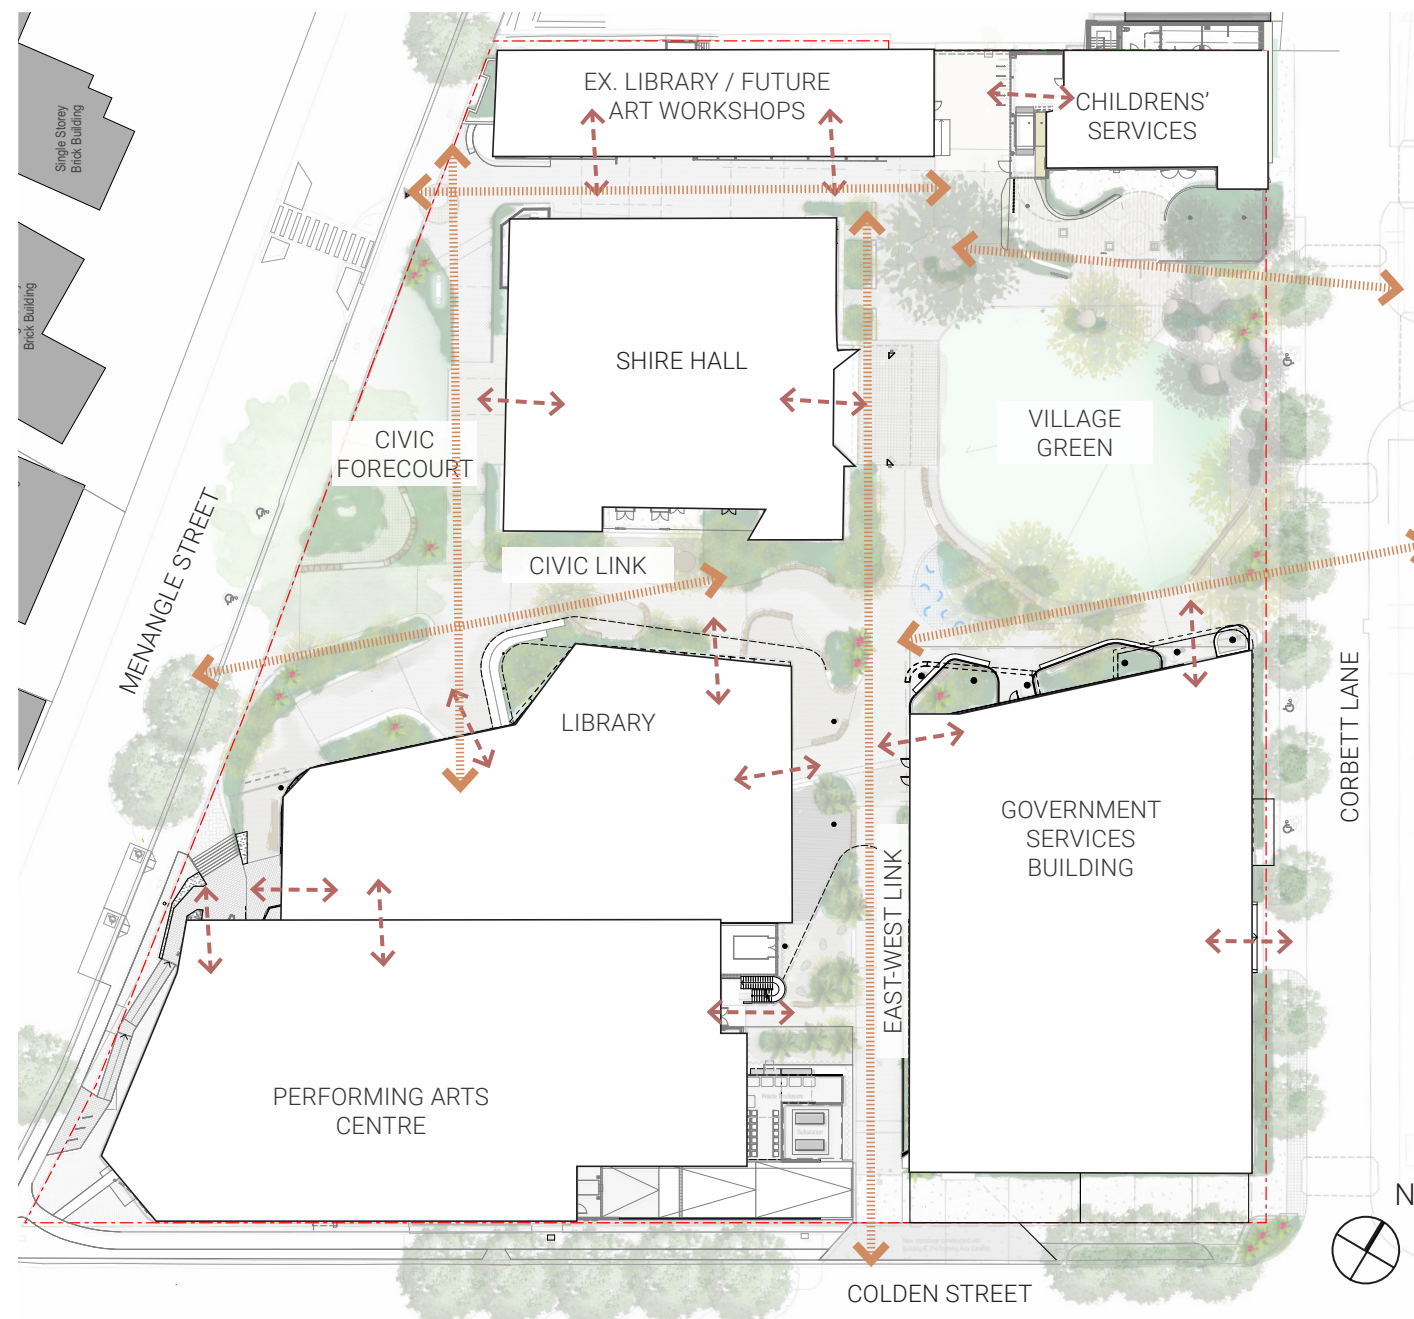 EX. LIBRARY / FUTURE
ART WORKSHOPS
CHILDRENS'
SERVICES
Single Storey
Brick Building
Brick Building
SHIRE HALL
CIVIC
FORECOURT
VILLAGE
GREEN
MENANGLE STREET
CIVIC LINK
LIBRARY
CORBETT LANE
GOVERNMENT
SERVICES
BUILDING
EAST-WEST LINK
PERFORMING ARTS
CENTRE
Substation
N
COLDEN STREET